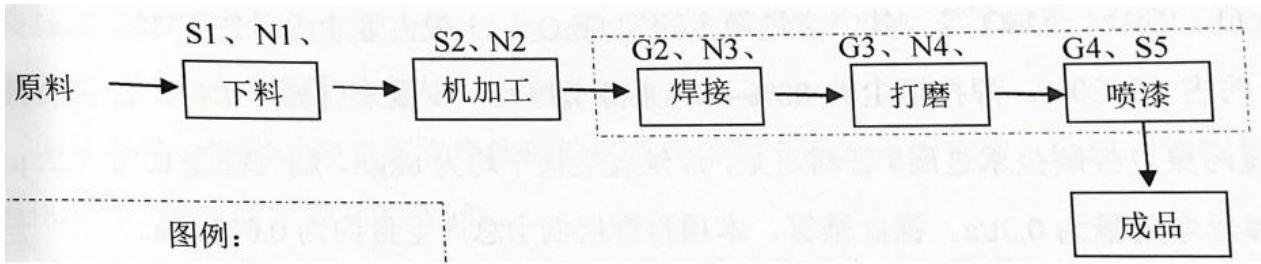 S1、N1、 S2、N2 G2、N3、 G3、N4、 G4、S5
原料 下料 机加工 焊接 打磨 喷漆
成品
图例：